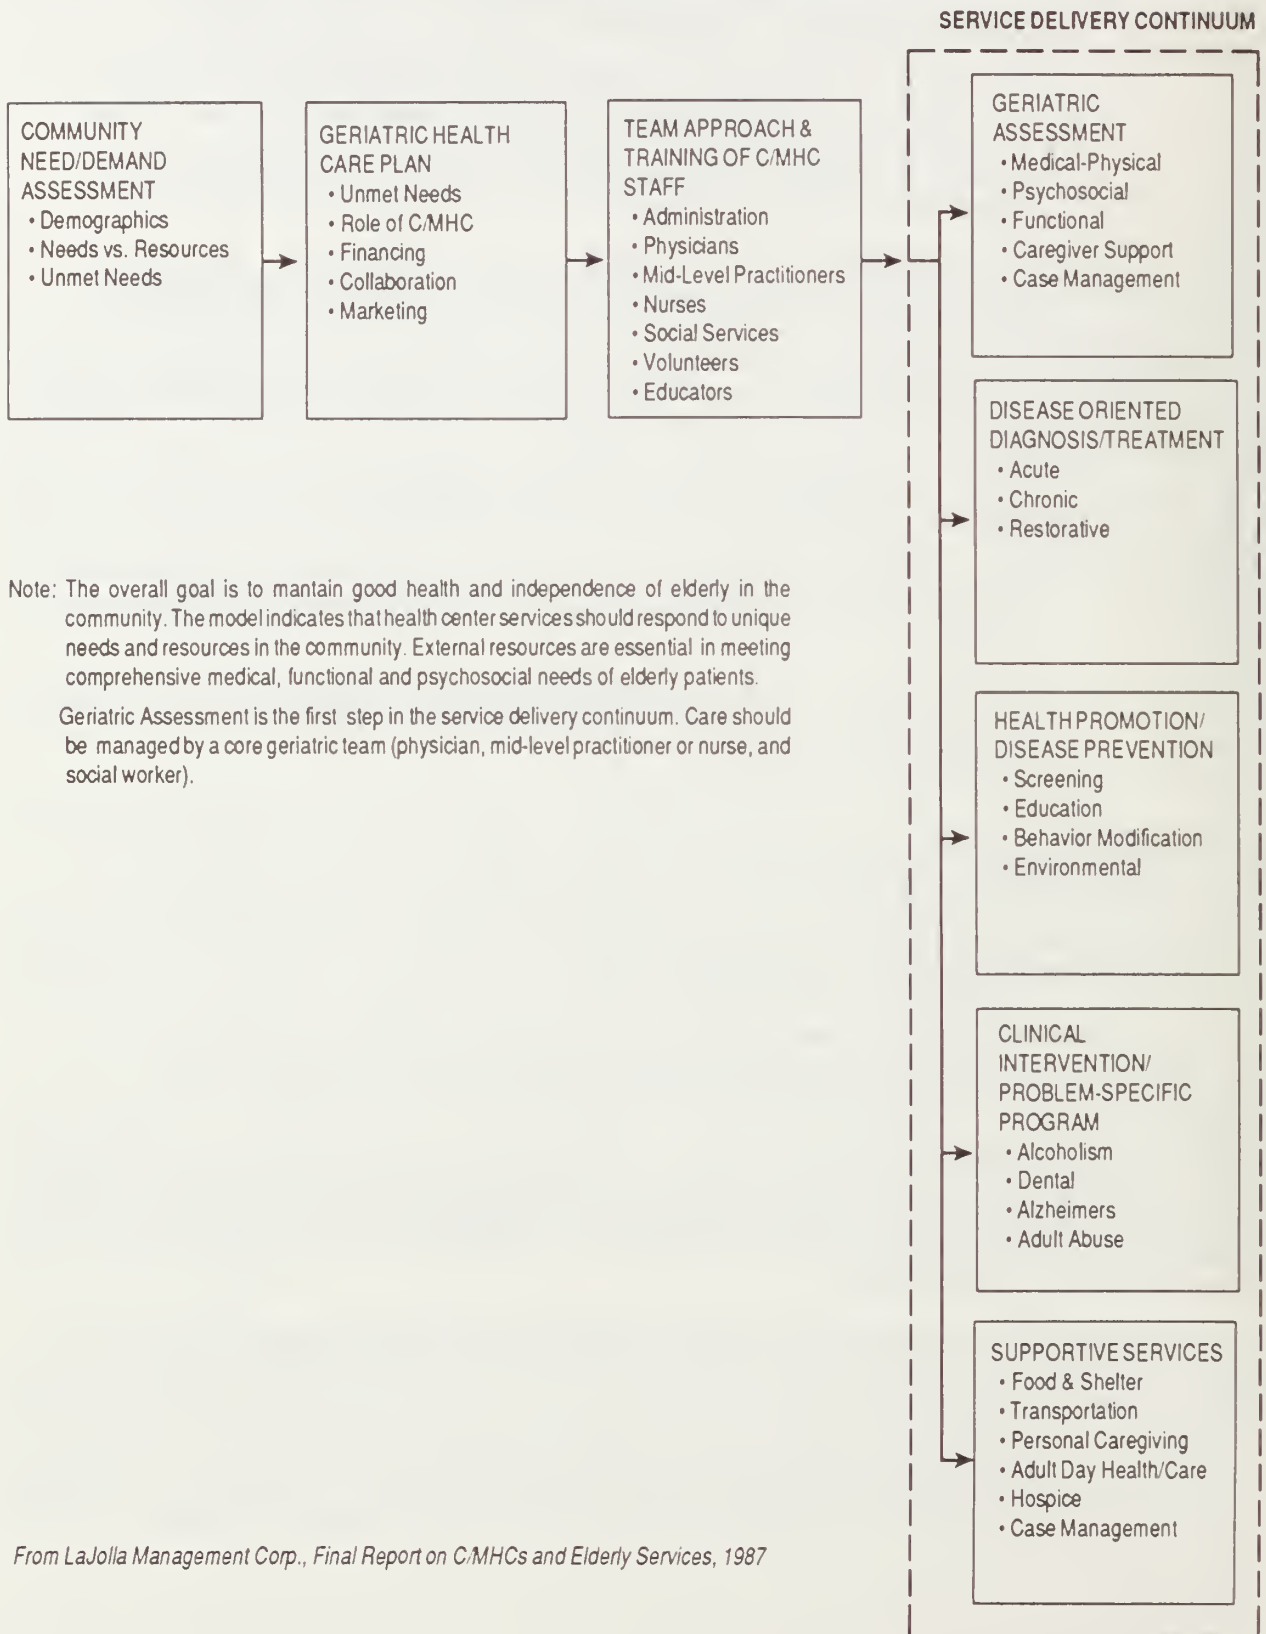 SERVICE DELIVERY CONTINUUM
COMMUNITY
NEED/DEMAND
ASSESSMENT
• Demographics
• Needs vs. Resources
• Unmet Needs
GERIATRIC HEALTH
CARE PLAN
• Unmet Needs
• Role of C/MHC
• Financing
• Collaboration
• Marketing
TEAM APPROACH &
TRAINING OF C/MHC
STAFF
• Administration
• Physicians
• Mid-Level Practitioners
• Nurses
• Social Services
• Volunteers
• Educators
GERIATRIC
ASSESSMENT
• Medical-Physical
• Psychosocial
• Functional
• Caregiver Support
• Case Management
DISEASE ORIENTED
DIAGNOSIS/TREATMENT
• Acute
• Chronic
• Restorative
HEALTH PROMOTION/
DISEASE PREVENTION
• Screening
• Education
• Behavior Modification
• Environmental
CLINICAL
INTERVENTION/
PROBLEM-SPECIFIC
PROGRAM
• Alcoholism
• Dental
• Alzheimers
• Adult Abuse
SUPPORTIVE SERVICES
• Food & Shelter
• Transportation
• Personal Caregiving
• Adult Day Health/Care
• Hospice
• Case Management
Note: The overall goal is to mantain good health and independence of elderly in the
community. The model indicates that health center services should respond to unique
needs and resources in the community. External resources are essential in meeting
comprehensive medical, functional and psychosocial needs of elderly patients.
Geriatric Assessment is the first step in the service delivery continuum. Care should
be managed by a core geriatric team (physician, mid-level practitioner or nurse, and
social worker).
From LaJolla Management Corp., Final Report on C/MHCs and Elderly Services, 1987